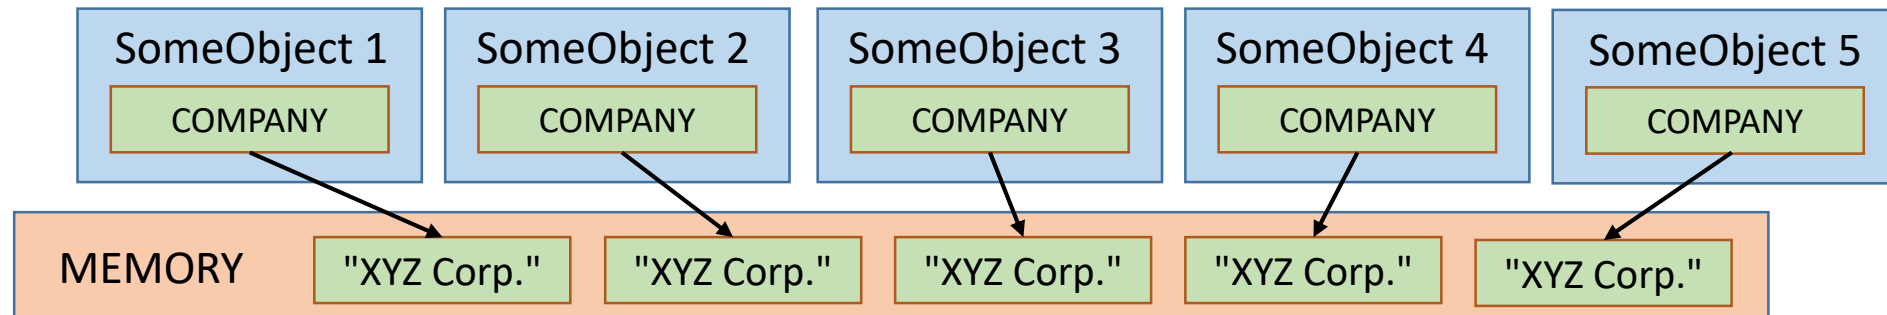 SomeObject 1
SomeObject 2
SomeObject 3
SomeObject 4
SomeObject 5
COMPANY
COMPANY
COMPANY
COMPANY
COMPANY
MEMORY
"XYZ Corp."
"XYZ Corp."
"XYZ Corp."
"XYZ Corp."
"XYZ Corp."